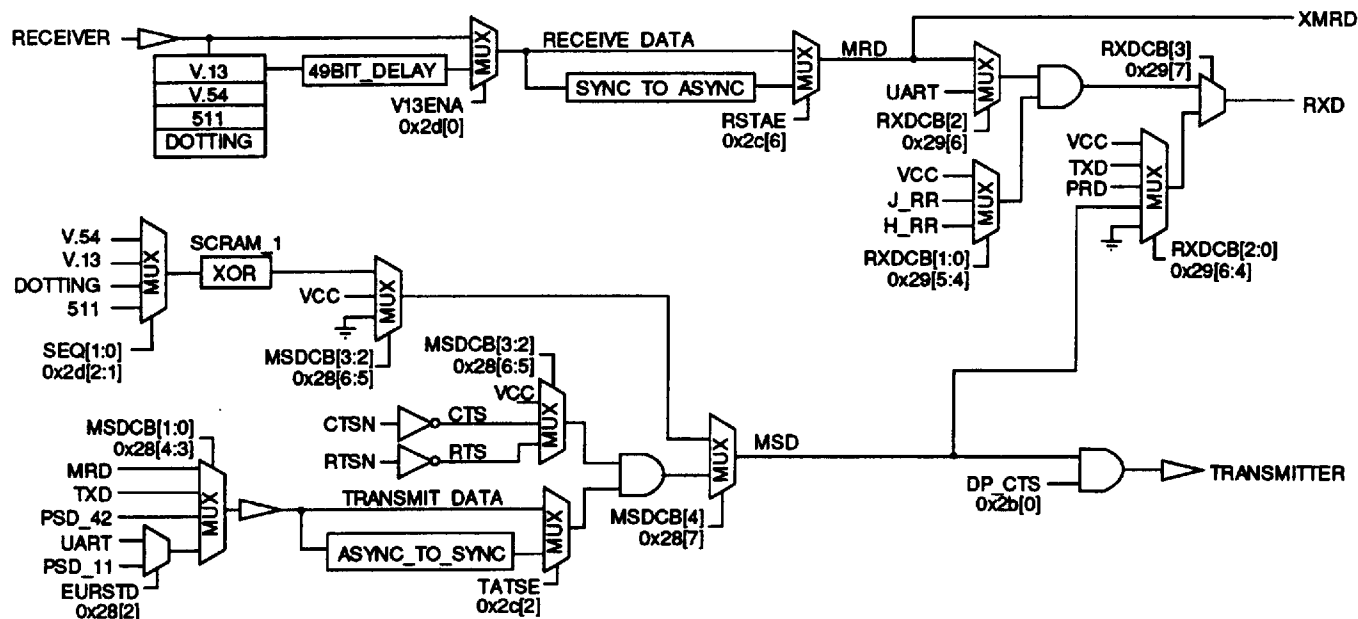 RECEIVER
V.13
V.54
511
DOTTING
49BIT_DELAY
MUX
V13ENA
0x2d[0]
RECEIVE DATA
SYNC TO ASYNC
MUX
RSTAE
0x2c[6]
MRD
XMRD
UART
MUX
RXDCB[2]
0x29[6]
VCC
J_RR
H_RR
MUX
RXDCB[1:0]
0x29[5:4]
RXDCB[3]
0x29[7]
RXD
VCC
TXD
PRD
MUX
RXDCB[2:0]
0x29[6:4]
V.54
V.13
DOTTING
511
MUX
SEQ[1:0]
0x2d[2:1]
SCRAM_1
XOR
VCC
MUX
MSDCB[3:2]
0x28[6:5]
MSDCB[3:2]
0x28[6:5]
VCC
CTSN
CTS
RTSN
RTS
MUX
MSDCB[1:0]
0x28[4:3]
MRD
TXD
PSD_42
UART
PSD_11
MUX
EURSTD
0x28[2]
TRANSMIT DATA
ASYNC_TO_SYNC
MUX
TATSE
0x2c[2]
MUX
MSDCB[4]
0x28[7]
MSD
DP_CTS
0x2b[0]
TRANSMITTER